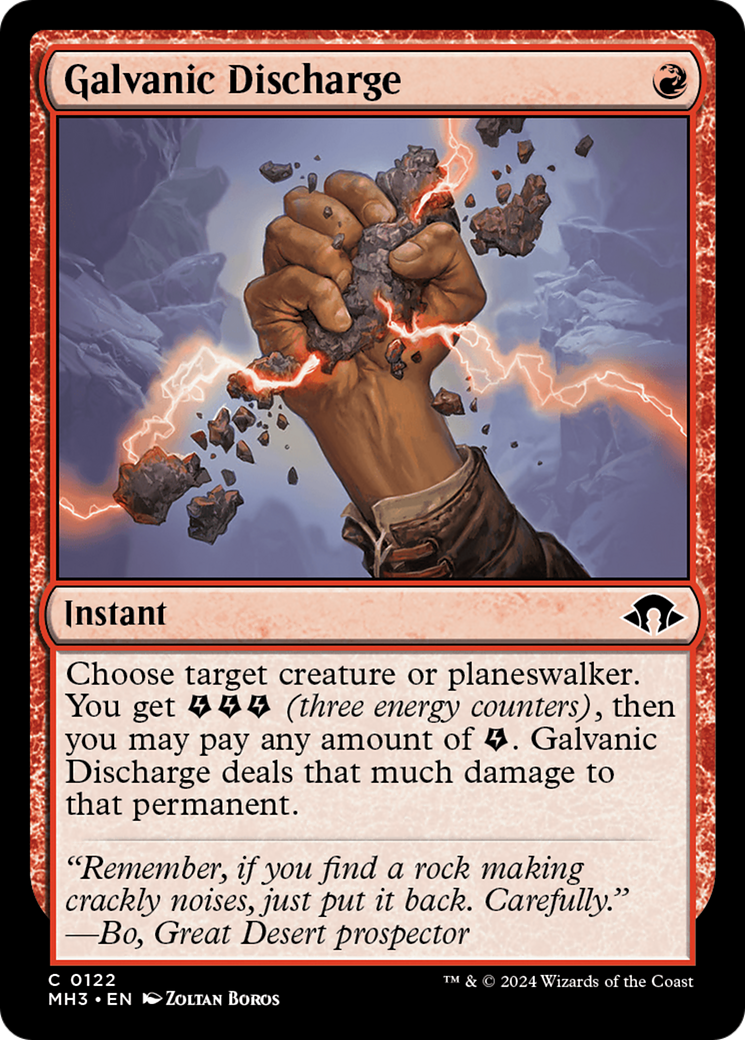 Galvanic Discharge
Instant
Choose target creature or planeswalker.
You get (three energy counters), then
you may pay any amount of . Galvanic
Discharge deals that much damage to
that permanent.
“Remember, if you find a rock making
crackly noises, just put it back. Carefully.”
—Bo, Great Desert prospector
C 0122
™ & © 2024 Wizards of the Coast
MH3 • EN Zoltan Boros